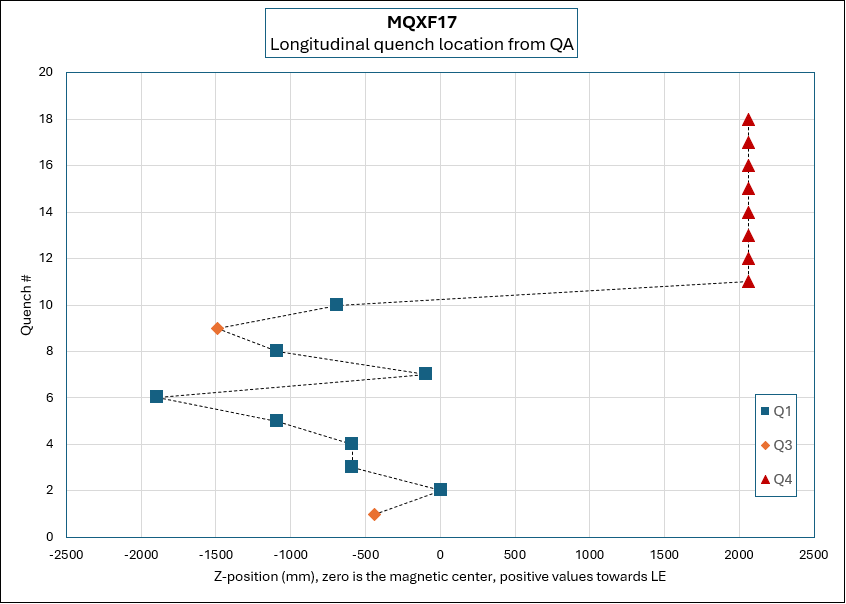 MQXF17
Longitudinal quench location from QA
20
18
16
14
12
10
8
6
4
2
0
Quench #
-2500 -2000 -1500 -1000 -500 0 500 1000 1500 2000 2500
Z-position (mm), zero is the magnetic center, positive values towards LE
Q1
Q3
Q4